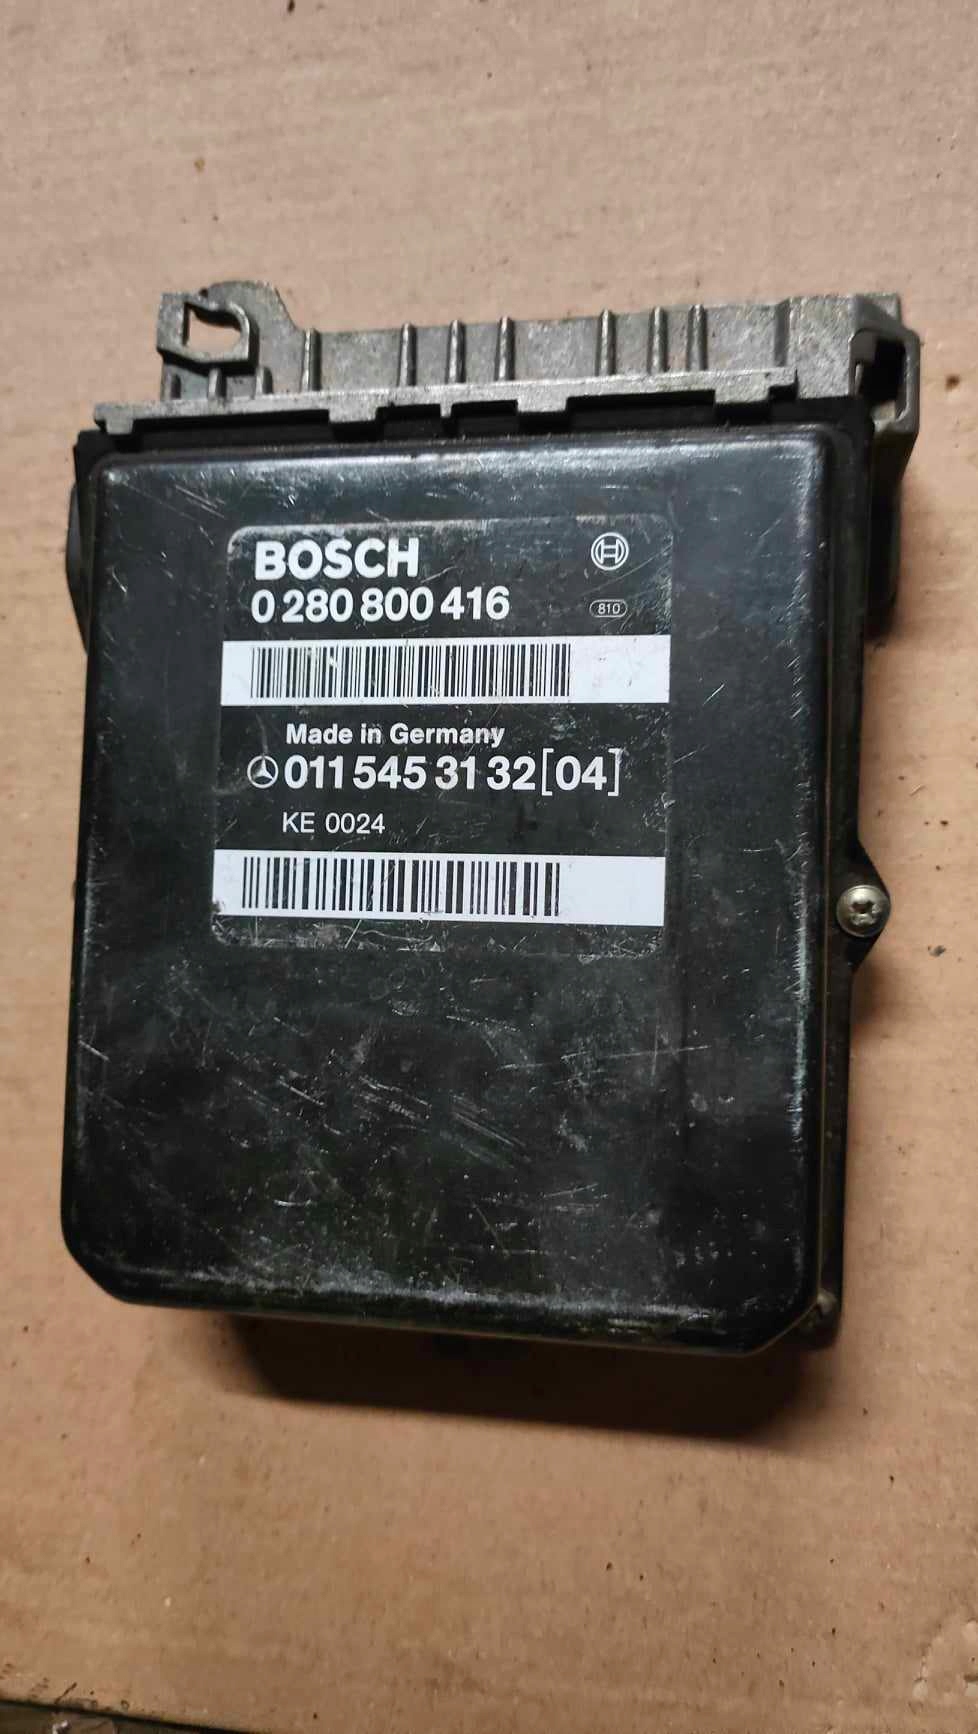 BOSCH
0 280 800 416
810
Made in Germany
011 545 31 32 [04]
KE 0024